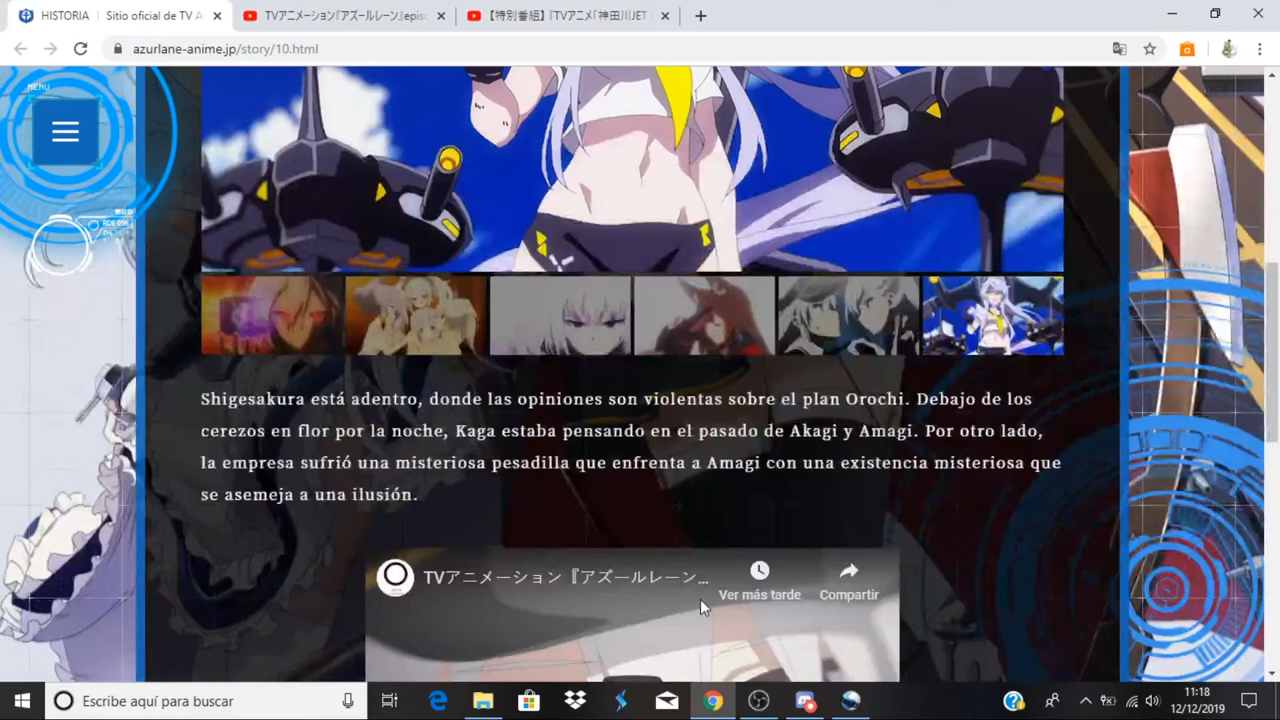 HISTORIA | Sitio oficial de TV A
TVアニメーション『アズールレーン』episo
【特別番組】『TVアニメ「神田川JET
azurlane-anime.jp/story/10.html
MENU
RDE 096
Shigesakura está adentro, donde las opiniones son violentas sobre el plan Orochi. Debajo de los
cerezos en flor por la noche, Kaga estaba pensando en el pasado de Akagi y Amagi. Por otro lado,
la empresa sufrió una misteriosa pesadilla que enfrenta a Amagi con una existencia misteriosa que
se asemeja a una ilusión.
TVアニメーション『アズールレーン...
Ver más tarde
Compartir
Escribe aquí para buscar
11:18
12/12/2019